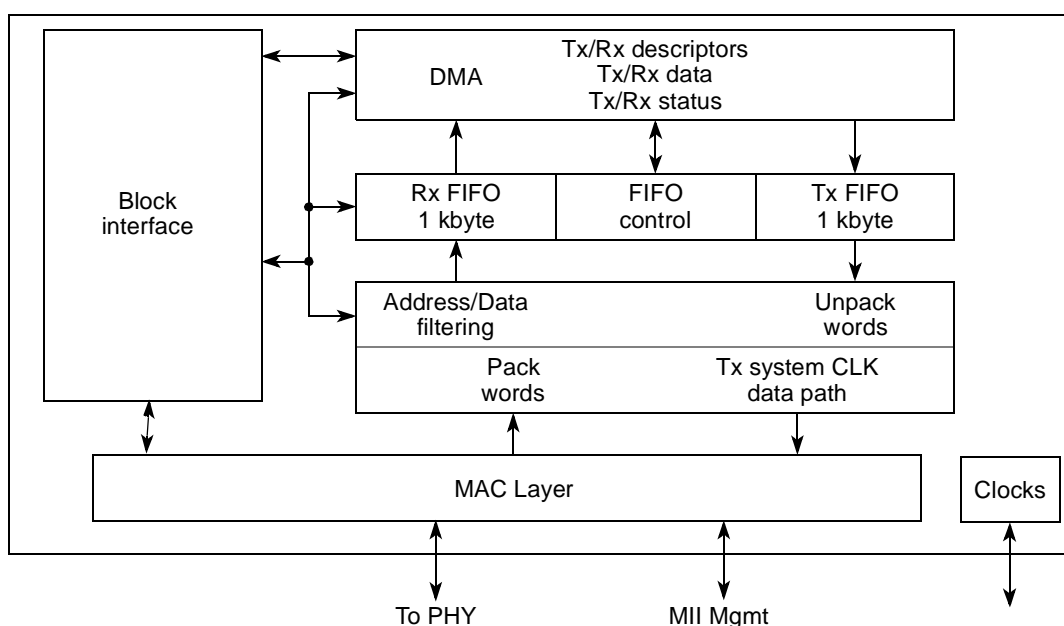 Tx/Rx descriptors
DMA
Tx/Rx data
Tx/Rx status
Block
interface
Rx FIFO
1 kbyte
FIFO
control
Tx FIFO
1 kbyte
Address/Data
filtering
Unpack
words
Pack
words
Tx system CLK
data path
MAC Layer
Clocks
To PHY
MII Mgmt